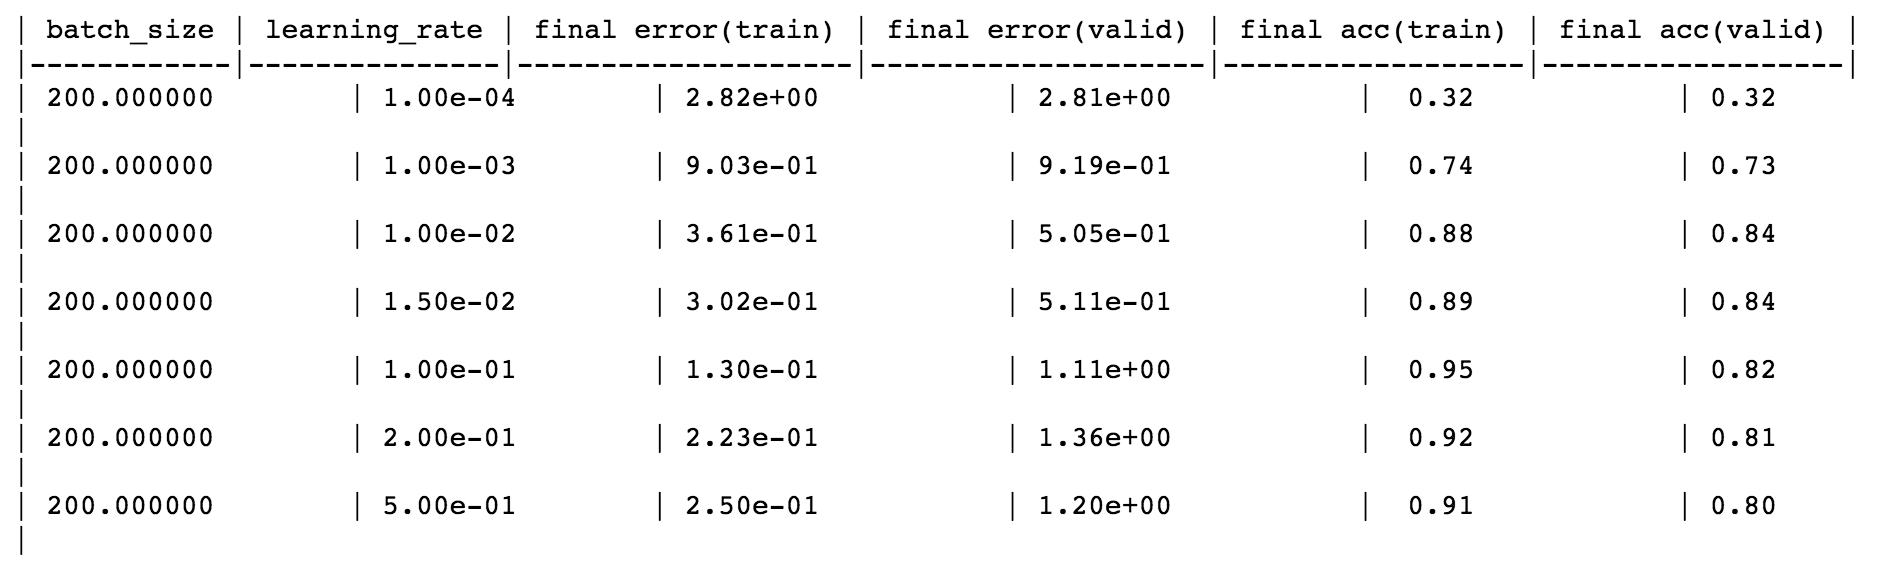 | batch_size | learning_rate | final error(train) | final error(valid) | final acc(train) | final acc(valid) |
|------------|---------------|--------------------|--------------------|------------------|------------------|
| 200.000000 | 1.00e-04 | 2.82e+00 | 2.81e+00 | 0.32 | 0.32
|
| 200.000000 | 1.00e-03 | 9.03e-01 | 9.19e-01 | 0.74 | 0.73
|
| 200.000000 | 1.00e-02 | 3.61e-01 | 5.05e-01 | 0.88 | 0.84
|
| 200.000000 | 1.50e-02 | 3.02e-01 | 5.11e-01 | 0.89 | 0.84
|
| 200.000000 | 1.00e-01 | 1.30e-01 | 1.11e+00 | 0.95 | 0.82
|
| 200.000000 | 2.00e-01 | 2.23e-01 | 1.36e+00 | 0.92 | 0.81
|
| 200.000000 | 5.00e-01 | 2.50e-01 | 1.20e+00 | 0.91 | 0.80
|